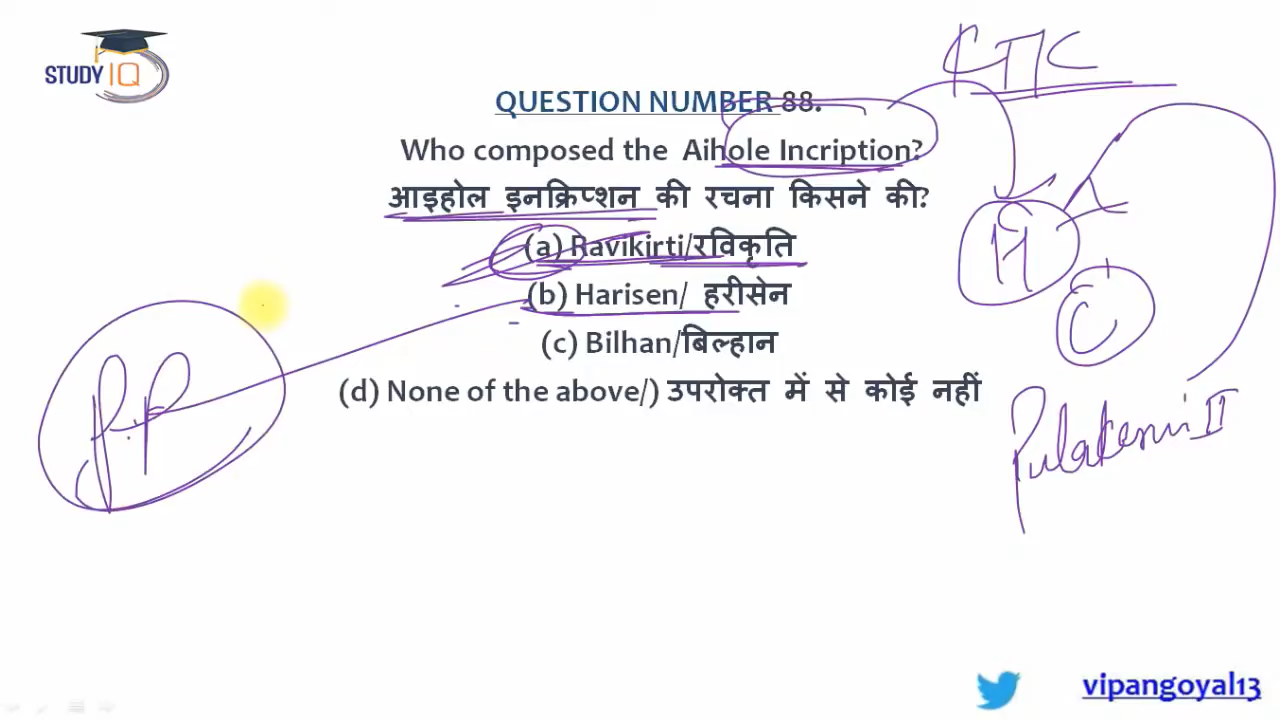 STUDY IQ
QUESTION NUMBER 88.
Who composed the Aihole Incription?
आइहोल इनक्रिप्शन की रचना किसने की?
(a) Ravikirti/रविकृति
(b) Harisen/ हरीसेन
(c) Bilhan/बिल्हान
(d) None of the above/) उपरोक्त में से कोई नहीं
H
C
P.P
Pulakesin II
vipangoyal13